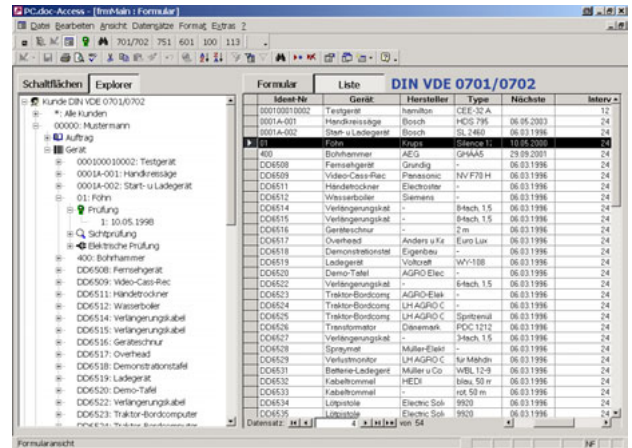 PC.doc-Access - [frmMain : Formular]
Datei Bearbeiten Ansicht Datensätze Format Extras ?
701/702 751 601 100 113
Schaltflächen Explorer
Kunde DIN VDE 0701/0702
*: Alle Kunden
00000: Mustermann
Auftrag
Gerät
000100010002: Testgerät
0001A-001: Handkreissäge
0001A-002: Start- u Ladegerät
01: Fohn
Prüfung
1: 10.05.1998
Sichtprüfung
Elektrische Prüfung
400: Bohrhammer
DD6508: Fernsehgerät
DD6509: Video-Cass-Rec
DD6511: Händetrockner
DD6512: Wasserboiler
DD6514: Verlängerungskabel
DD6515: Verlängerungskabel
DD6516: Geräteschnur
DD6517: Overhead
DD6518: Demonstrationstafel
DD6519: Ladegerät
DD6520: Demo-Tafel
DD6522: Verlängerungskabel
DD6523: Traktor-Bordcomputer
DD6524: Traktor-Bordcomputer
Formular Liste DIN VDE 0701/0702
Ident-Nr Gerät Hersteller Type Nächste Interv
000100010002 Testgerät hamilton CEE-32 A 12
0001A-001 Handkreissäge Bosch HDS 795 06.05.2003 24
0001A-002 Start- u Ladegerät Bosch SL 2460 06.03.1996 24
01 Fohn Krups Silence 12 10.05.2000 24
400 Bohrhammer AEG GHAA5 29.09.2001 24
DD6508 Fernsehgerät Grundig - 06.03.1996 24
DD6509 Video-Cass-Rec Panasonic NV F70 H 06.03.1996 24
DD6511 Händetrockner Electrostar - 06.03.1996 24
DD6512 Wasserboiler Siemens - 06.03.1996 24
DD6514 Verlängerungskat - 8-fach, 1,5 06.03.1996 24
DD6515 Verlängerungskat - 8-fach, 1,5 06.03.1996 24
DD6516 Geräteschnur - 2 m 06.03.1996 24
DD6517 Overhead Anders u Ke Euro Lux 06.03.1996 24
DD6518 Demonstrationstaf Eigenbau - 06.03.1996 24
DD6519 Ladegerät Voltcraft WY-108 06.03.1996 24
DD6520 Demo-Tafel AGRO Elec - 06.03.1996 24
DD6522 Verlängerungskat - 6-fach, 1,5 06.03.1996 24
DD6523 Traktor-Bordcomp AGRO-Elek - 06.03.1996 24
DD6524 Traktor-Bordcomp LH AGRO C - 06.03.1996 24
DD6525 Traktor-Bordcomp LH AGRO C Spritzenül 06.03.1996 24
DD6526 Transformator Dänemark PDC 1212 06.03.1996 24
DD6527 Verlängerungskat - 3-fach, 1,5 06.03.1996 24
DD6528 Spraymat Müller-Elekt - 06.03.1996 24
DD6529 Verlustmonitor LH AGRO C für Mähdre 06.03.1996 24
DD6531 Batterie-Ladegerä Müller u Co WBL 12-9 06.03.1996 24
DD6532 Kabeltrommel HEDI blau, 50 m 06.03.1996 24
DD6533 Kabeltrommel - rot, 50 m 06.03.1996 24
DD6534 Lötpistole Electric Sole 9920 06.03.1996 24
DD6535 Lötpistole Electric Sole 9920 06.03.1996 24
Datensatz: 4 von 54
Formularansicht NF